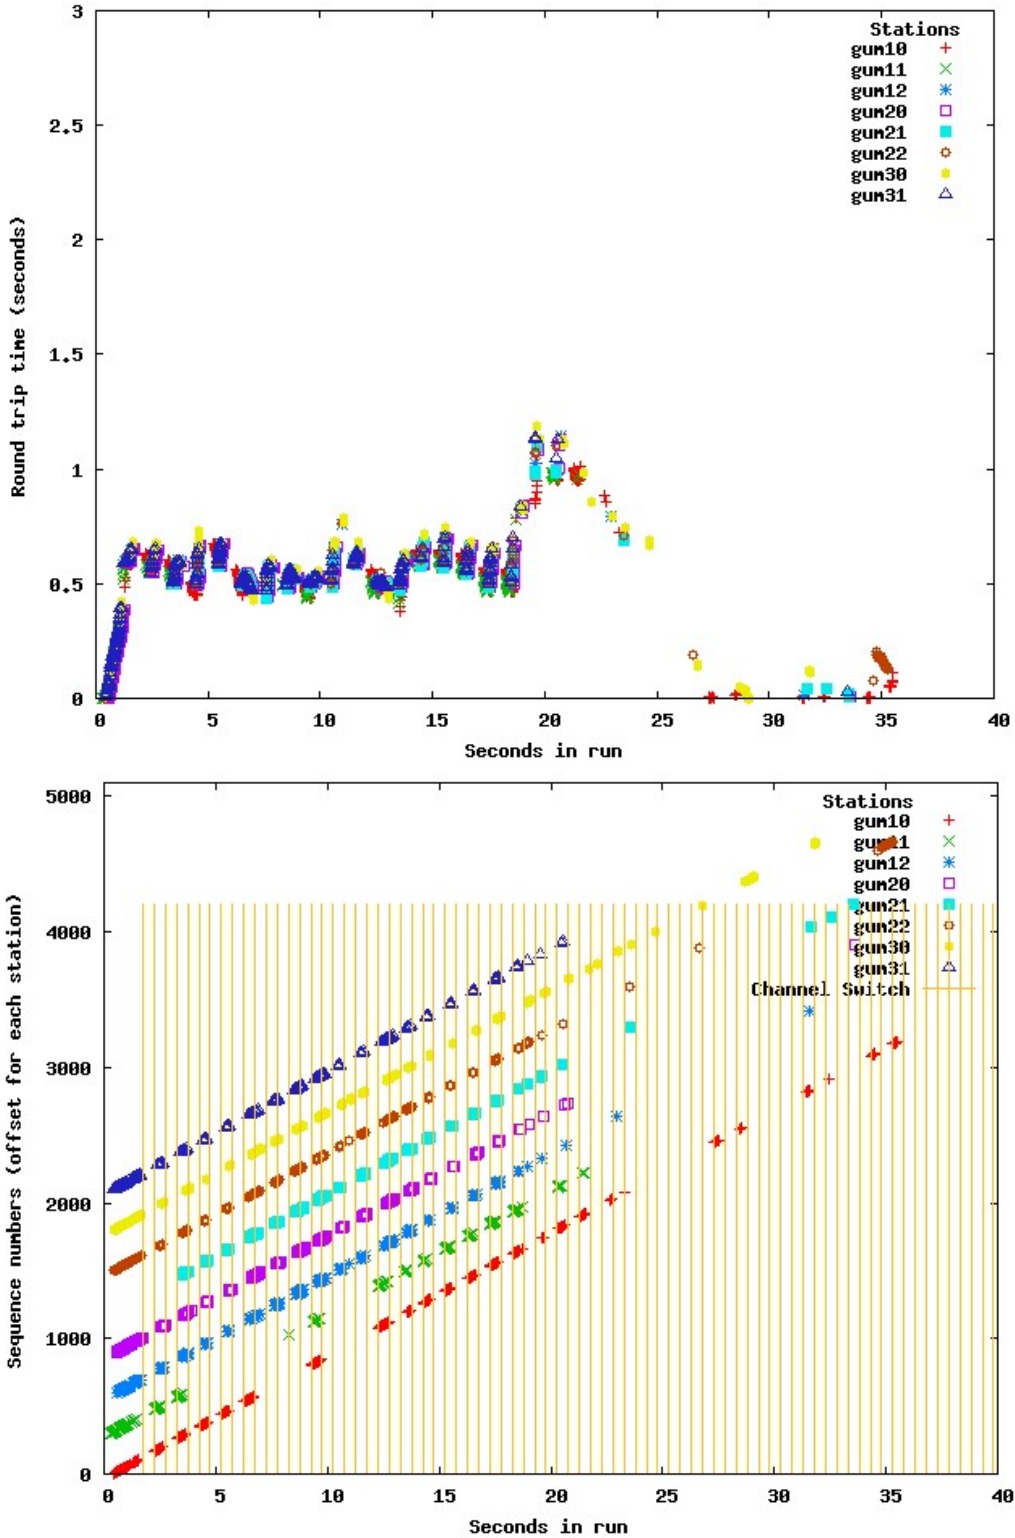 3
2.5
2
1.5
1
0.5
0
Round trip time (seconds)
Stations
gum10
gum11
gum12
gum20
gum21
gum22
gum30
gum31
0 5 10 15 20 25 30 35 40
Seconds in run
5000
4000
3000
2000
1000
0
Sequence numbers (offset for each station)
Stations
gum10
gum11
gum12
gum20
gum21
gum22
gum30
gum31
Channel Switch
0 5 10 15 20 25 30 35 40
Seconds in run